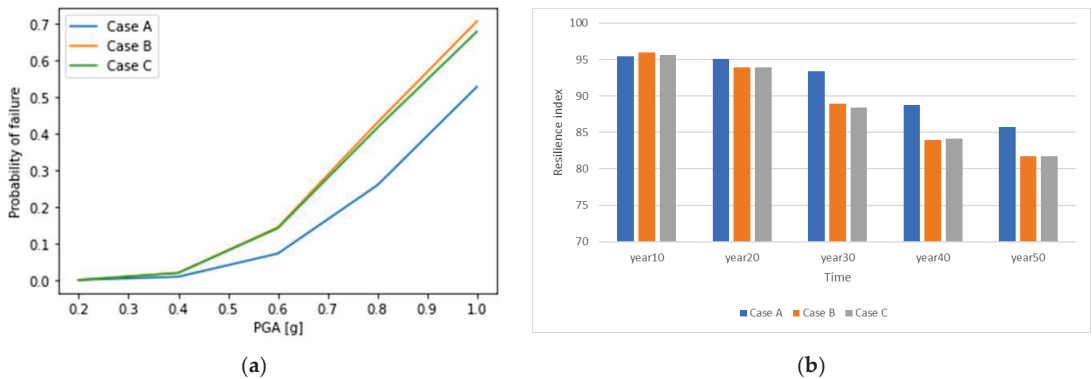 Case A
Case B
Case C
Probability of failure
0.7
0.6
0.5
0.4
0.3
0.2
0.1
0.0
0.2 0.3 0.4 0.5 0.6 0.7 0.8 0.9 1.0
PGA [g]
(a)
Resilience index
100
95
90
85
80
75
70
year10 year20 year30 year40 year50
Time
Case A Case B Case C
(b)